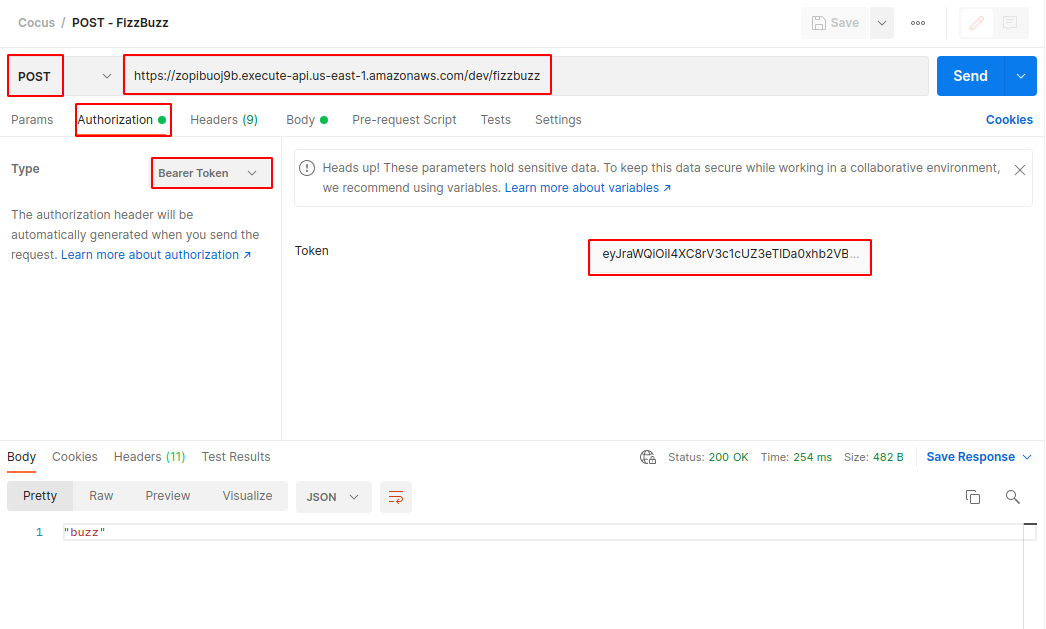 Cocus / POST - FizzBuzz
Save
POST
https://zopibuoj9b.execute-api.us-east-1.amazonaws.com/dev/fizzbuzz
Send
Params Authorization Headers (9) Body Pre-request Script Tests Settings Cookies
Type
Bearer Token
The authorization header will be
automatically generated when you send the
request. Learn more about authorization ↗
Heads up! These parameters hold sensitive data. To keep this data secure while working in a collaborative environment,
we recommend using variables. Learn more about variables ↗
Token
eyJraWQiOiI4XC8rV3c1cUZ3eTlDa0xhb2VB...
Body Cookies Headers (11) Test Results
Status: 200 OK Time: 254 ms Size: 482 B Save Response
Pretty Raw Preview Visualize JSON
1 "buzz"